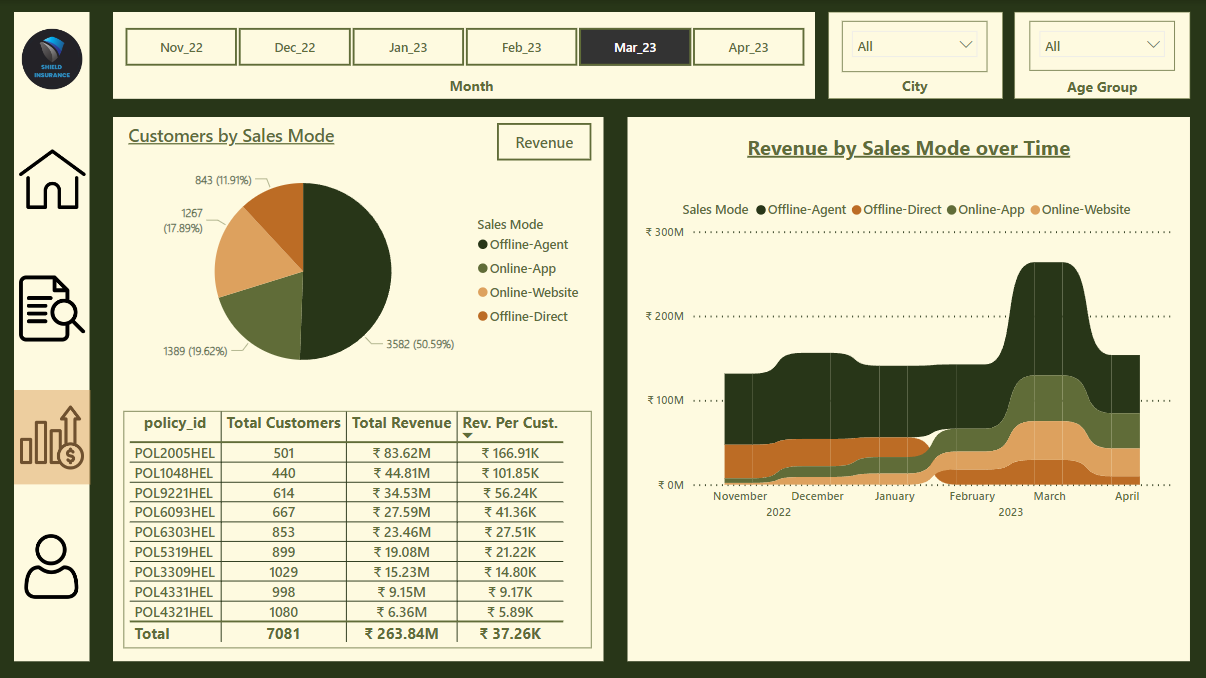 SHIELD
INSURANCE
Nov_22 Dec_22 Jan_23 Feb_23 Mar_23 Apr_23
Month
All
City
All
Age Group
Customers by Sales Mode
Revenue
843 (11.91%)
1267
(17.89%)
1389 (19.62%)
3582 (50.59%)
Sales Mode
Offline-Agent
Online-App
Online-Website
Offline-Direct
policy_id Total Customers Total Revenue Rev. Per Cust.
POL2005HEL 501 ₹ 83.62M ₹ 166.91K
POL1048HEL 440 ₹ 44.81M ₹ 101.85K
POL9221HEL 614 ₹ 34.53M ₹ 56.24K
POL6093HEL 667 ₹ 27.59M ₹ 41.36K
POL6303HEL 853 ₹ 23.46M ₹ 27.51K
POL5319HEL 899 ₹ 19.08M ₹ 21.22K
POL3309HEL 1029 ₹ 15.23M ₹ 14.80K
POL4331HEL 998 ₹ 9.15M ₹ 9.17K
POL4321HEL 1080 ₹ 6.36M ₹ 5.89K
Total 7081 ₹ 263.84M ₹ 37.26K
Revenue by Sales Mode over Time
Sales Mode Offline-Agent Offline-Direct Online-App Online-Website
₹ 300M
₹ 200M
₹ 100M
₹ 0M
November December January February March April
2022 2023
$